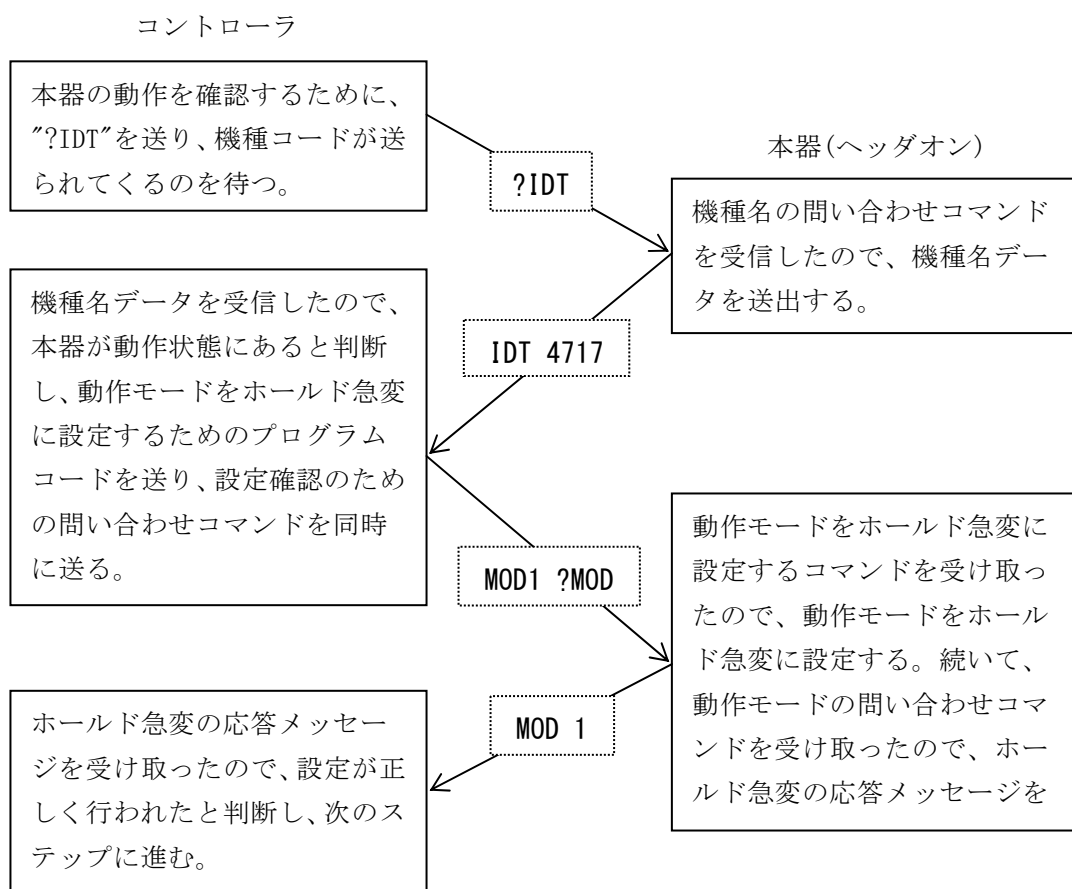 コントローラ
本器の動作を確認するために、
"?IDT"を送り、機種コードが送
られてくるのを待つ。
?IDT
本器(ヘッダオン)
機種名の問い合わせコマンド
を受信したので、機種名デー
タを送出する。
IDT 4717
機種名データを受信したので、
本器が動作状態にあると判断
し、動作モードをホールド急変
に設定するためのプログラム
コードを送り、設定確認のため
の問い合わせコマンドを同時
に送る。
MOD1 ?MOD
動作モードをホールド急変に
設定するコマンドを受け取っ
たので、動作モードをホール
ド急変に設定する。続いて、
動作モードの問い合わせコマ
ンドを受け取ったので、ホー
ルド急変の応答メッセージを
MOD 1
ホールド急変の応答メッセー
ジを受け取ったので、設定が正
しく行われたと判断し、次のス
テップに進む。